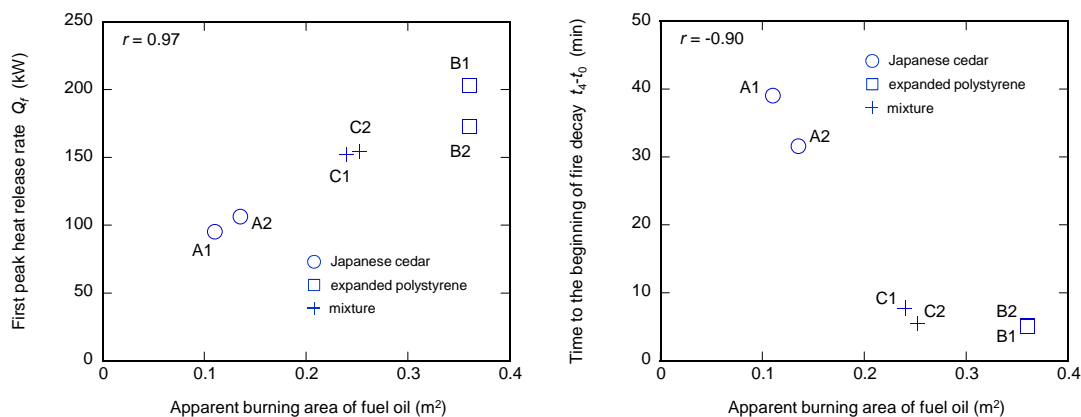 250
200
150
100
50
0
First peak heat release rate Qf (kW)
r = 0.97
B1
B2
C2
C1
A2
A1
Japanese cedar
expanded polystyrene
mixture
0
0.1
0.2
0.3
0.4
Apparent burning area of fuel oil (m²)
50
40
30
20
10
0
Time to the beginning of fire decay t4-t0 (min)
r = -0.90
Japanese cedar
expanded polystyrene
mixture
A1
A2
C1
C2
B2
B1
0
0.1
0.2
0.3
0.4
Apparent burning area of fuel oil (m²)